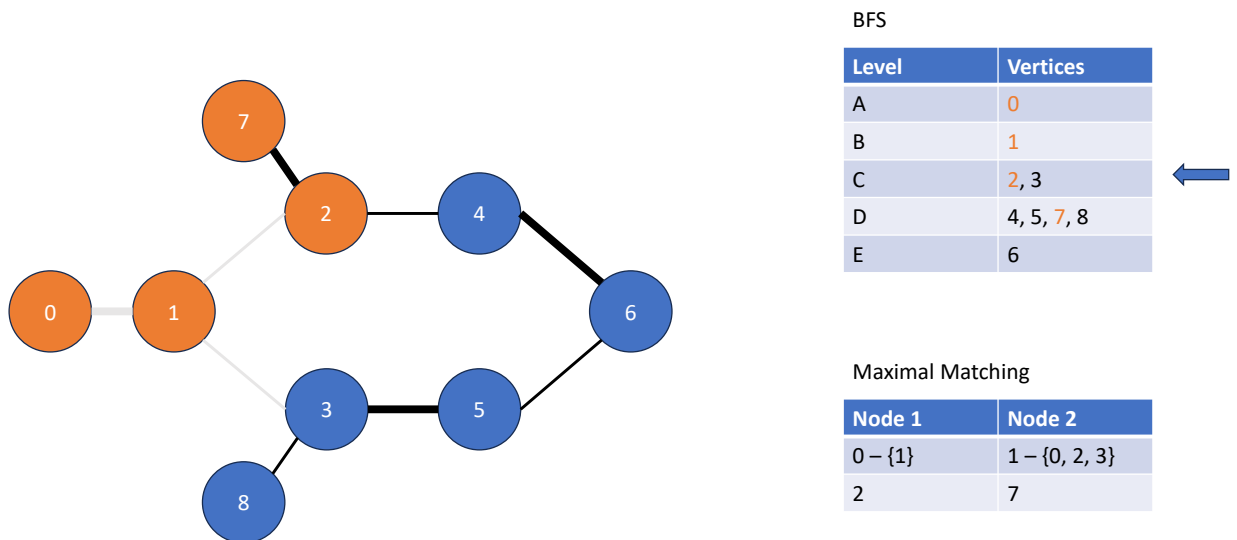 BFS
Level Vertices
A 0
B 1
C 2, 3
D 4, 5, 7, 8
E 6
7
2 4
0 1 6
3 5
8
Maximal Matching
Node 1 Node 2
0 – {1} 1 – {0, 2, 3}
2 7